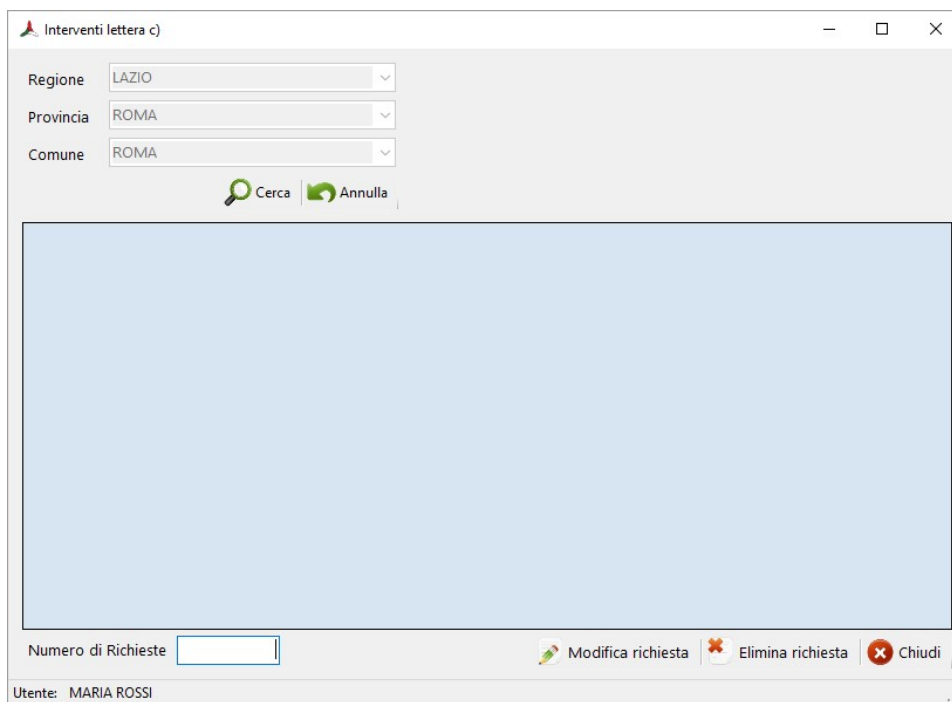 Interventi lettera c)
Regione LAZIO
Provincia ROMA
Comune ROMA
Cerca Annulla
Numero di Richieste Modifica richiesta Elimina richiesta Chiudi
Utente: MARIA ROSSI